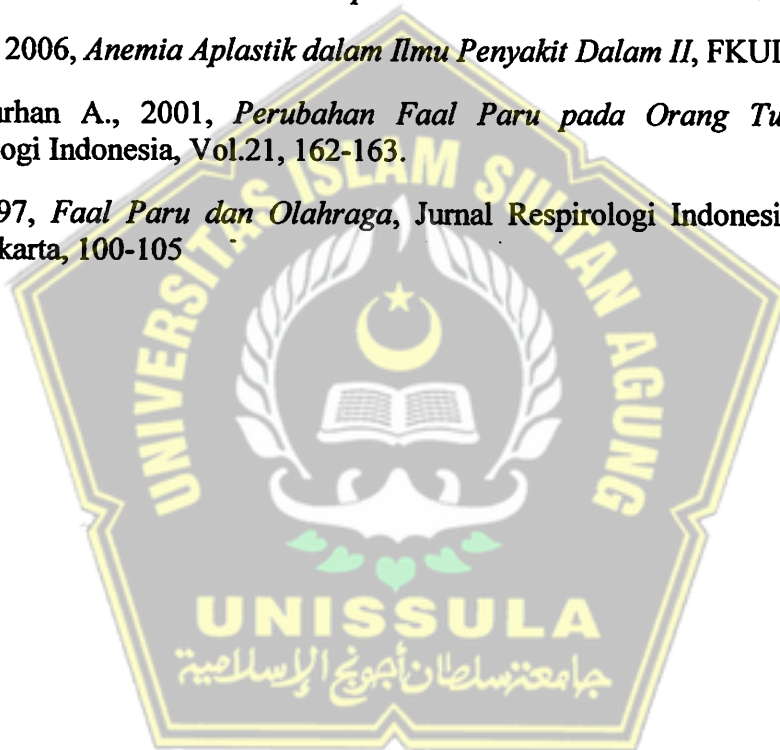 2006, Anemia Aplastik dalam Ilmu Penyakit Dalam II, FKUI
rhan A., 2001, Perubahan Faal Paru pada Orang Tu
logi Indonesia, Vol.21, 162-163.
97, Faal Paru dan Olahraga, Jurnal Respirologi Indonesi
karta, 100-105
UNIVERSITAS ISLAM SULTAN AGUNG
UNISSULA
جامعة سلطان أجونج الإسلامية